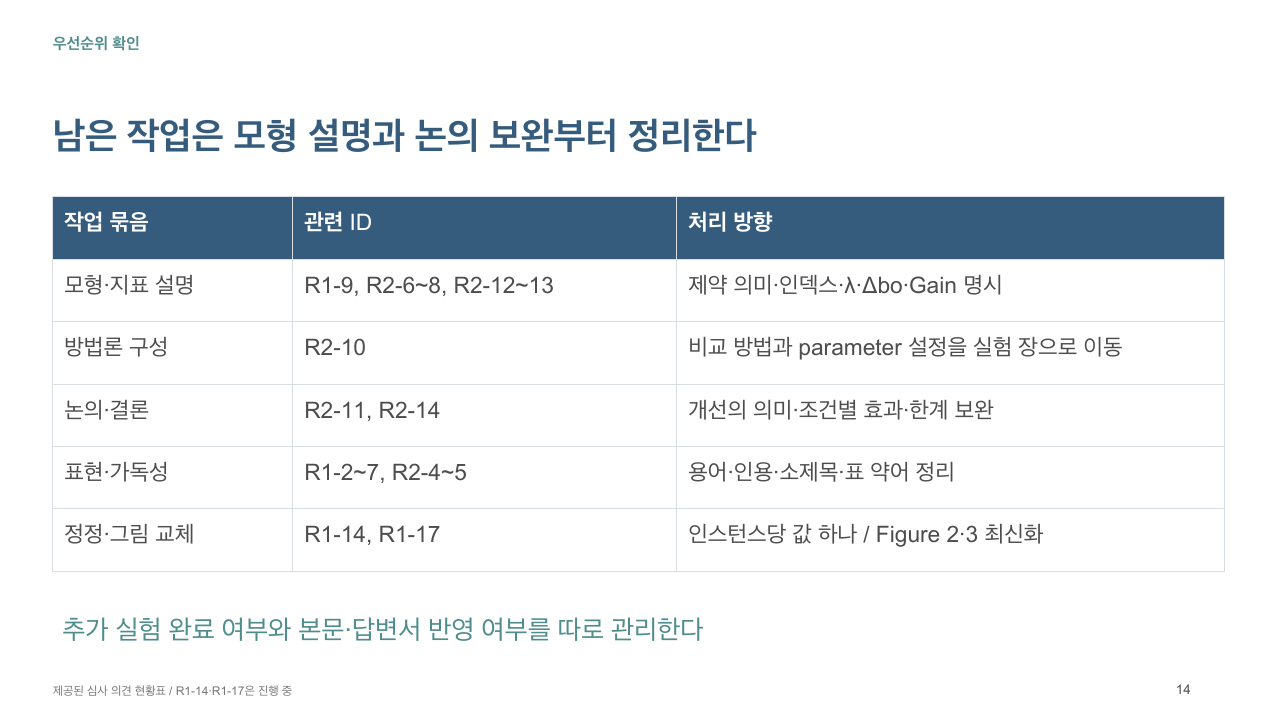 우선순위 확인
남은 작업은 모형 설명과 논의 보완부터 정리한다
작업 묶음 관련 ID 처리 방향
모형·지표 설명 R1-9, R2-6~8, R2-12~13 제약 의미·인덱스·λ·Δbo·Gain 명시
방법론 구성 R2-10 비교 방법과 parameter 설정을 실험 장으로 이동
논의·결론 R2-11, R2-14 개선의 의미·조건별 효과·한계 보완
표현·가독성 R1-2~7, R2-4~5 용어·인용·소제목·표 약어 정리
정정·그림 교체 R1-14, R1-17 인스턴스당 값 하나 / Figure 2·3 최신화
추가 실험 완료 여부와 본문·답변서 반영 여부를 따로 관리한다
제공된 심사 의견 현황표 / R1-14·R1-17은 진행 중
14